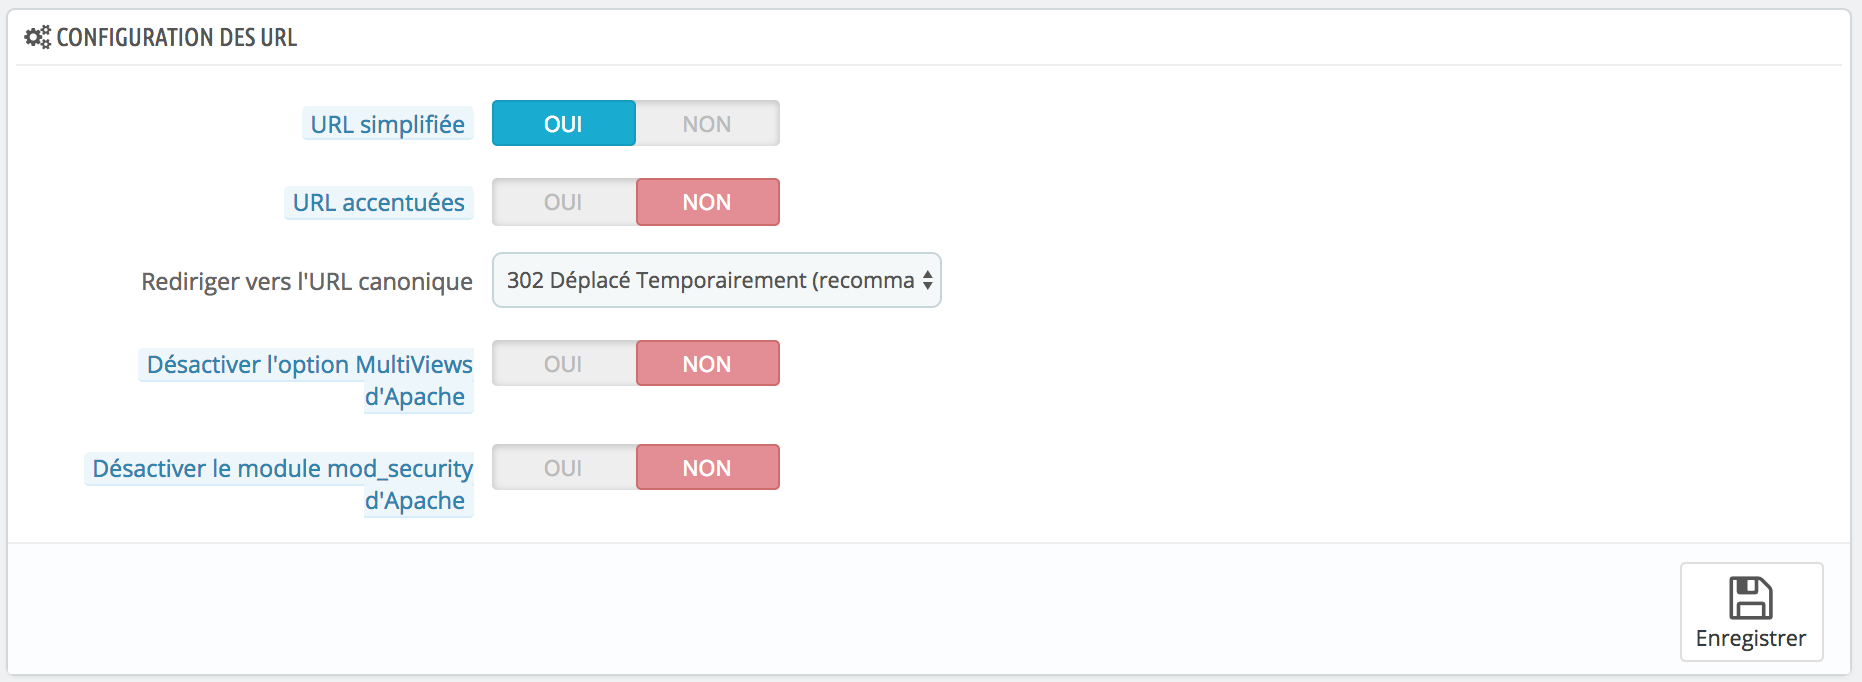 CONFIGURATION DES URL
URL simplifiée OUI NON
URL accentuées OUI NON
Rediriger vers l'URL canonique 302 Déplacé Temporairement (recomma
Désactiver l'option MultiViews OUI NON
d'Apache
Désactiver le module mod_security OUI NON
d'Apache
Enregistrer